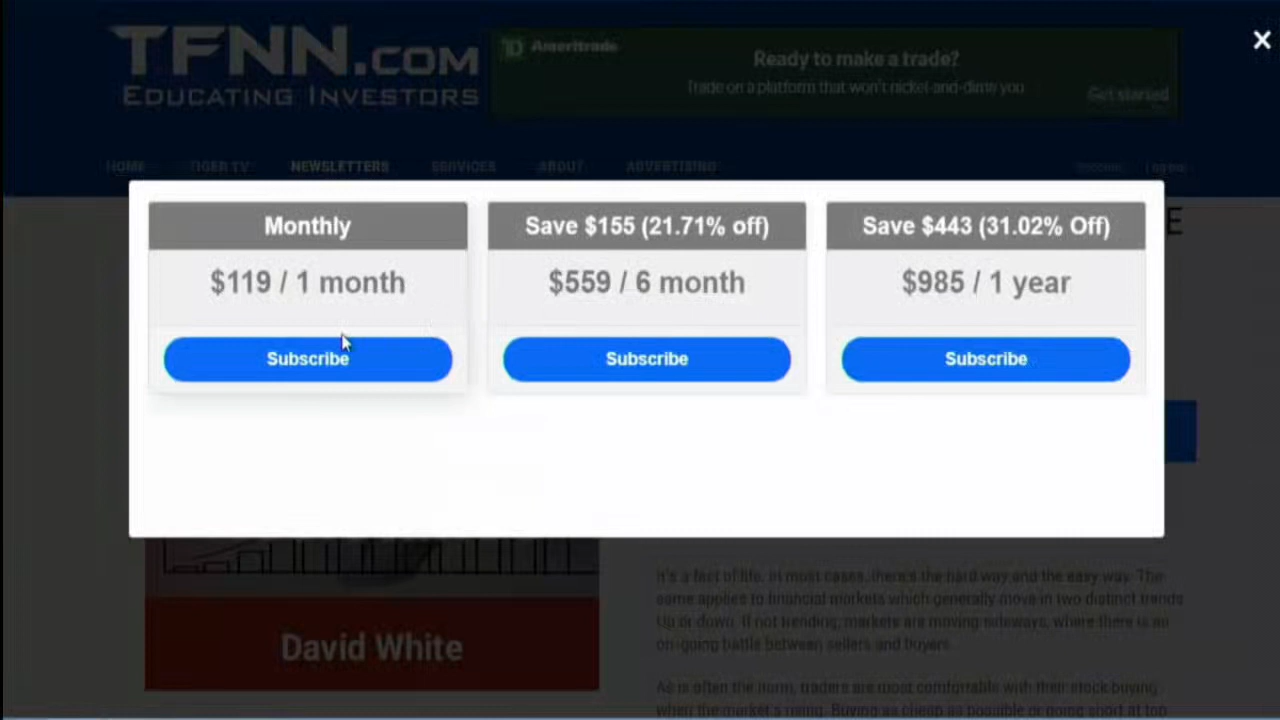 TFNN.COM
EDUCATING INVESTORS
Ameritrade
Ready to make a trade?
Trade on a platform that won't nickel-and-dime you
Get started
×
HOME
TIGER TV
NEWSLETTERS
SERVICES
ABOUT
ADVERTISING
Monthly
$119 / 1 month
Subscribe
Save $155 (21.71% off)
$559 / 6 month
Subscribe
Save $443 (31.02% Off)
$985 / 1 year
Subscribe
E
David White
It's a fact of life. In most cases, there's the hard way and the easy way. The
same applies to financial markets which generally move in two distinct trends
Up or down. If not trending, markets are moving sideways, where there is an
on-going battle between sellers and buyers.
As is often the norm, traders are most comfortable with their stock buying
when the market's rising. Buying as cheap as possible or going short at top